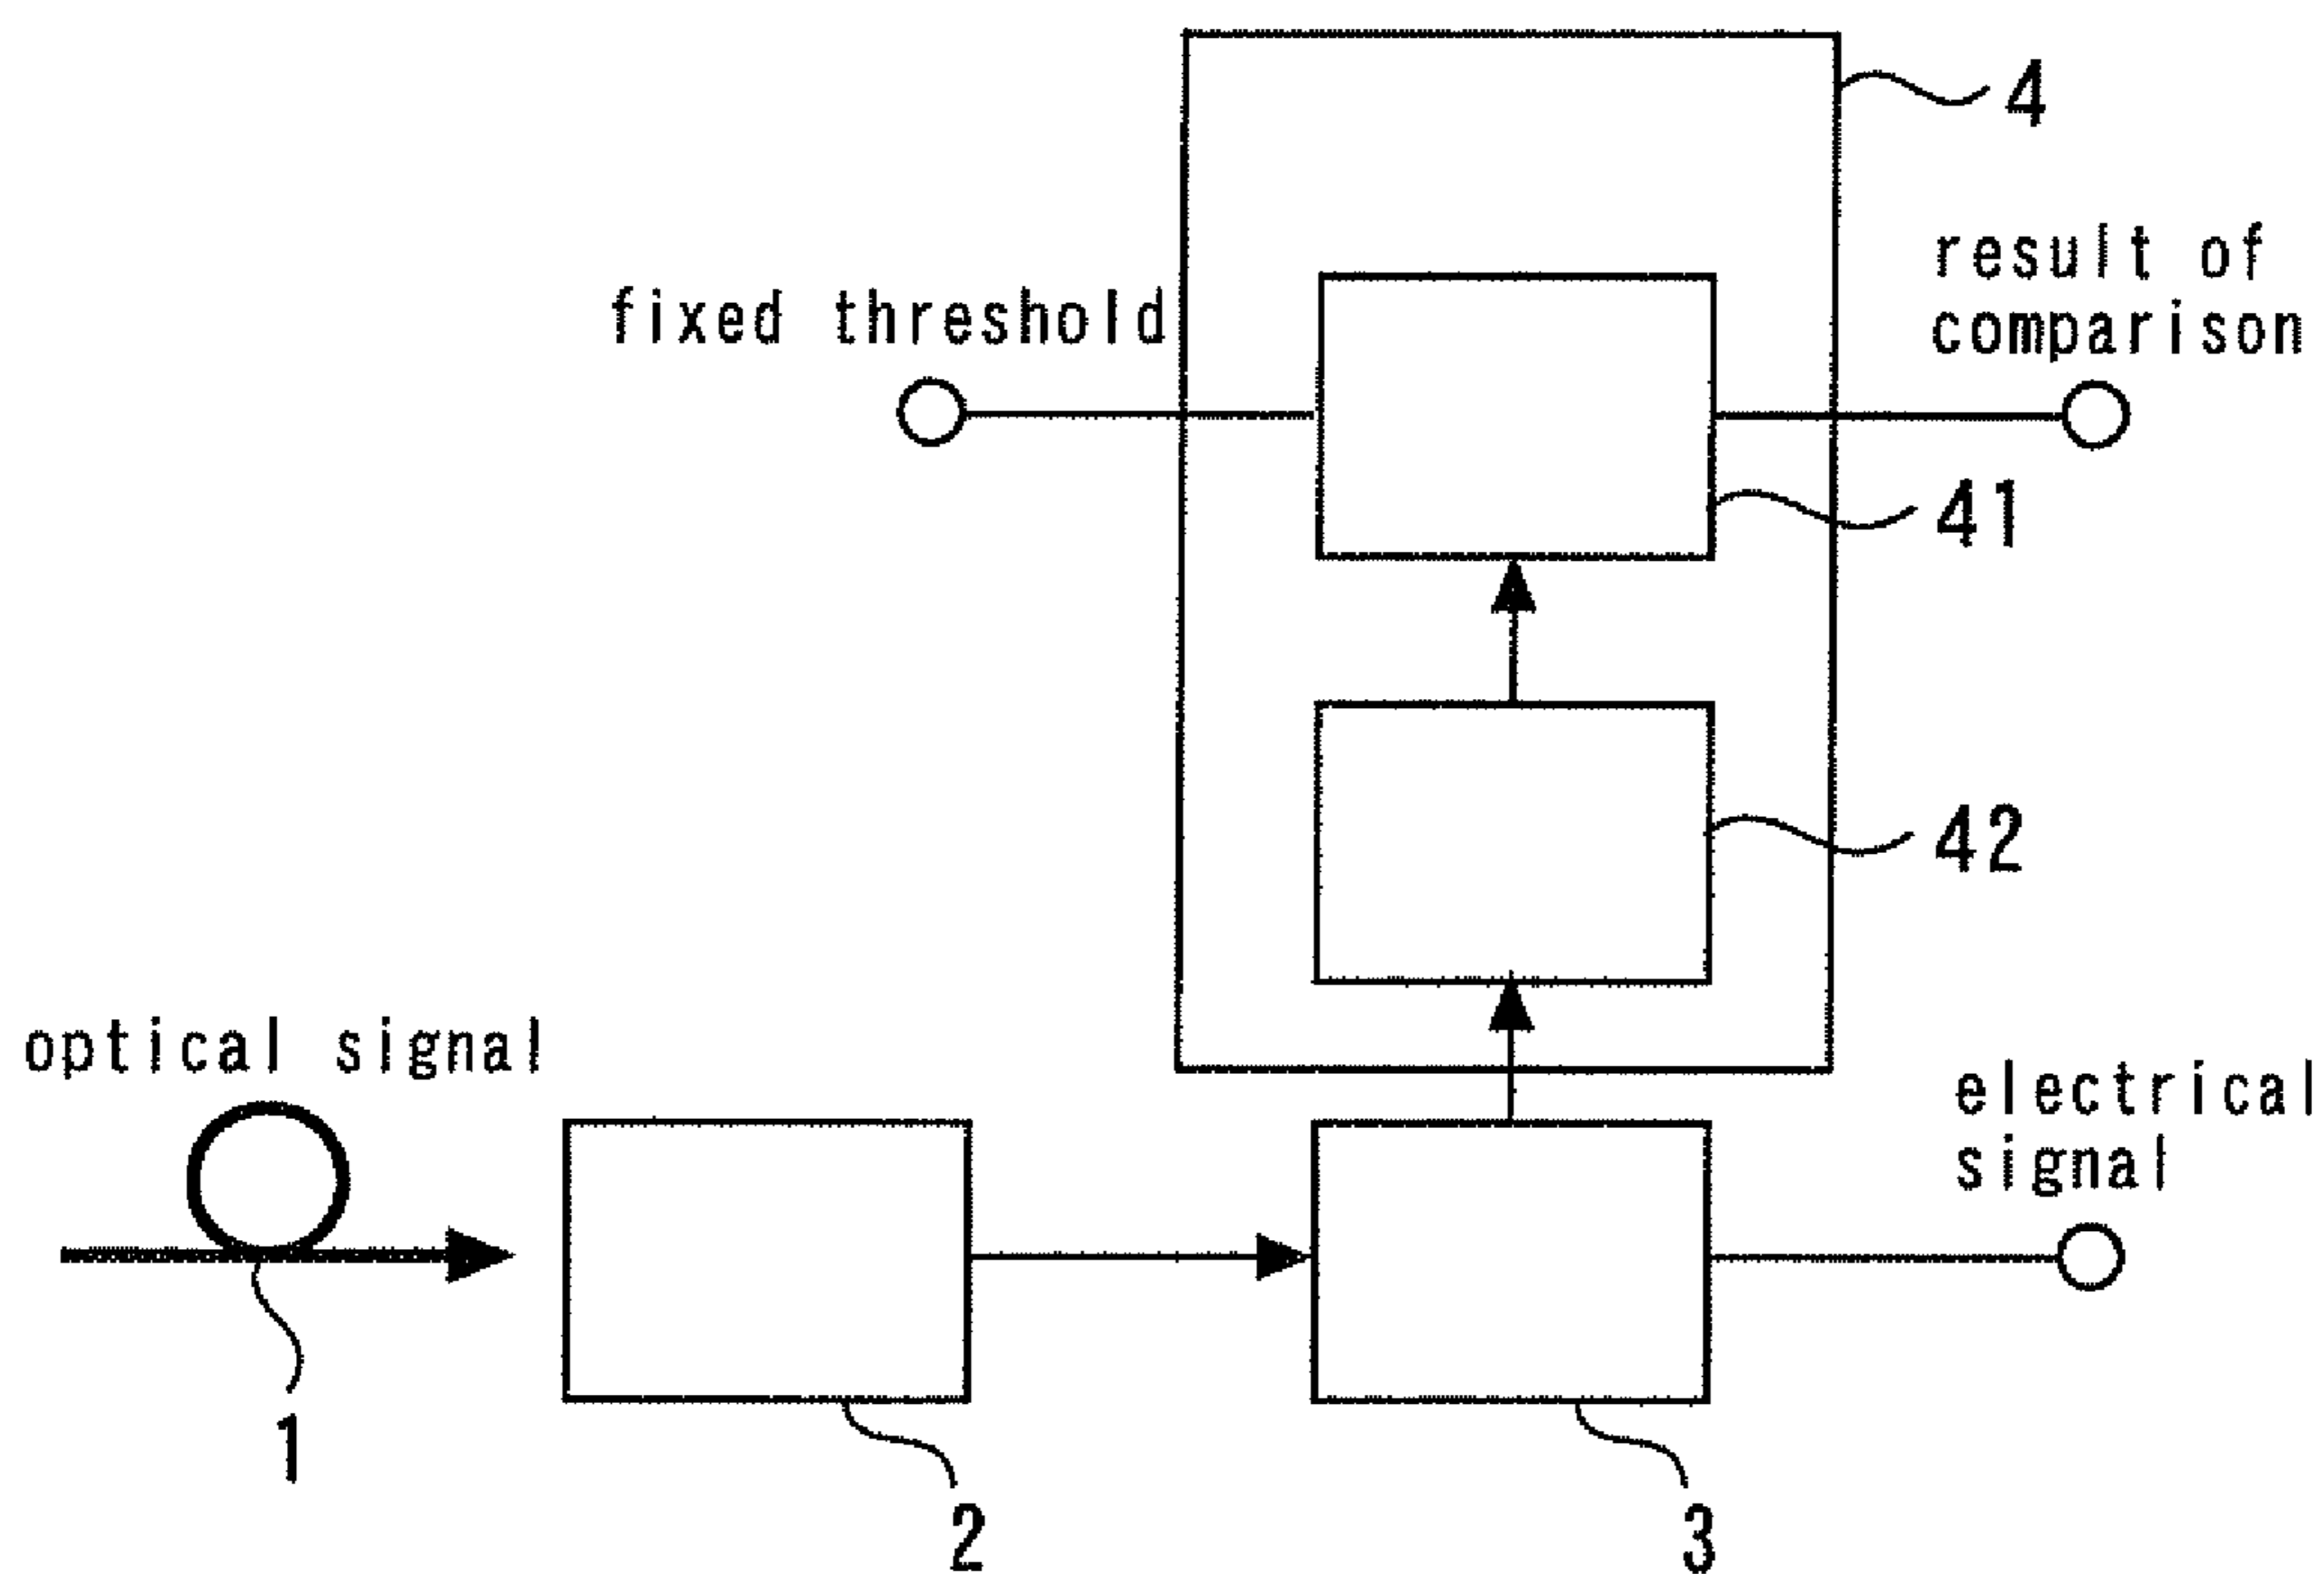 4
result of
comparison
fixed threshold
41
42
optical signal
electrical
signal
1
2
3